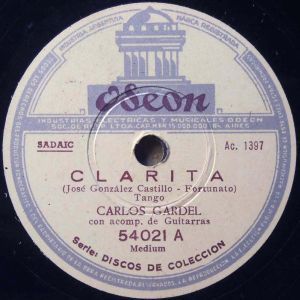 INDUSTRIA ARGENTINA
MARCA REGISTRADA
Odeon
INDUSTRIAS ELECTRICAS Y MUSICALES ODEON
SADAIC
Ac. 1397
CLARITA
(José González Castillo - Fortunato)
Tango
CARLOS GARDEL
con acomp. de Guitarras
54021 A
Medium
Serie: DISCOS DE COLECCION